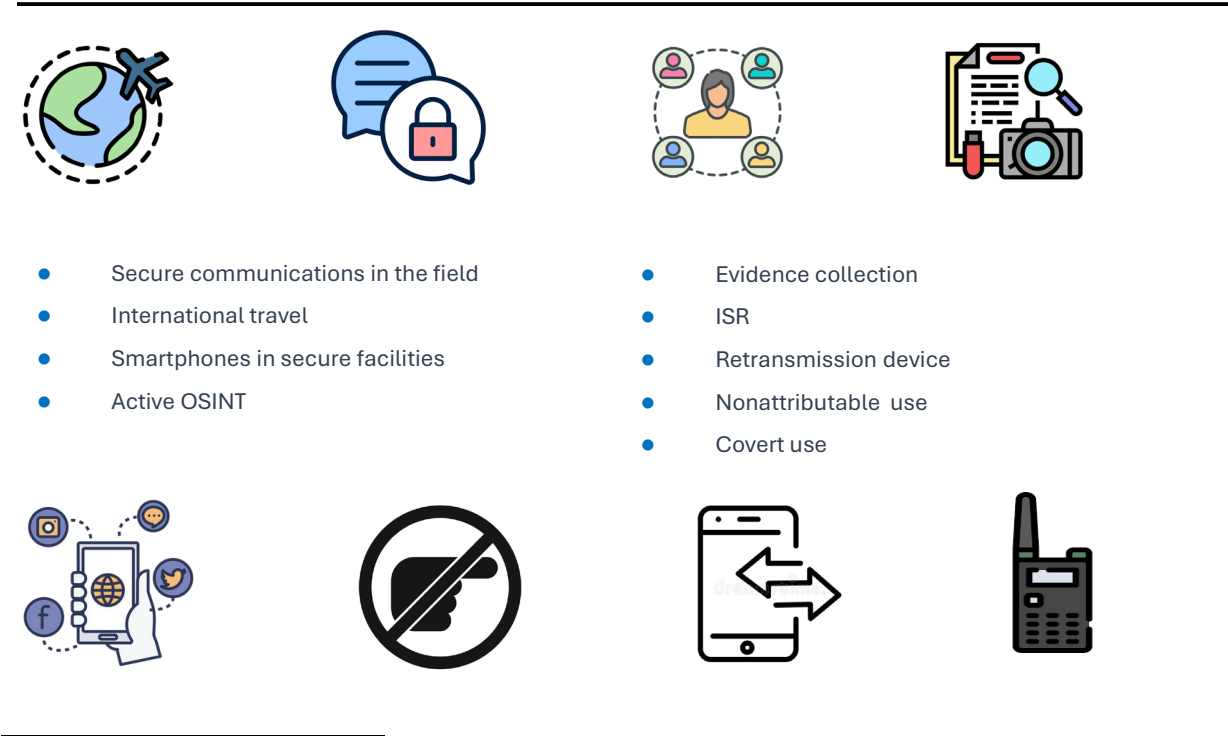 Secure communications in the field
International travel
Smartphones in secure facilities
Active OSINT
Evidence collection
ISR
Retransmission device
Nonattributable use
Covert use
f